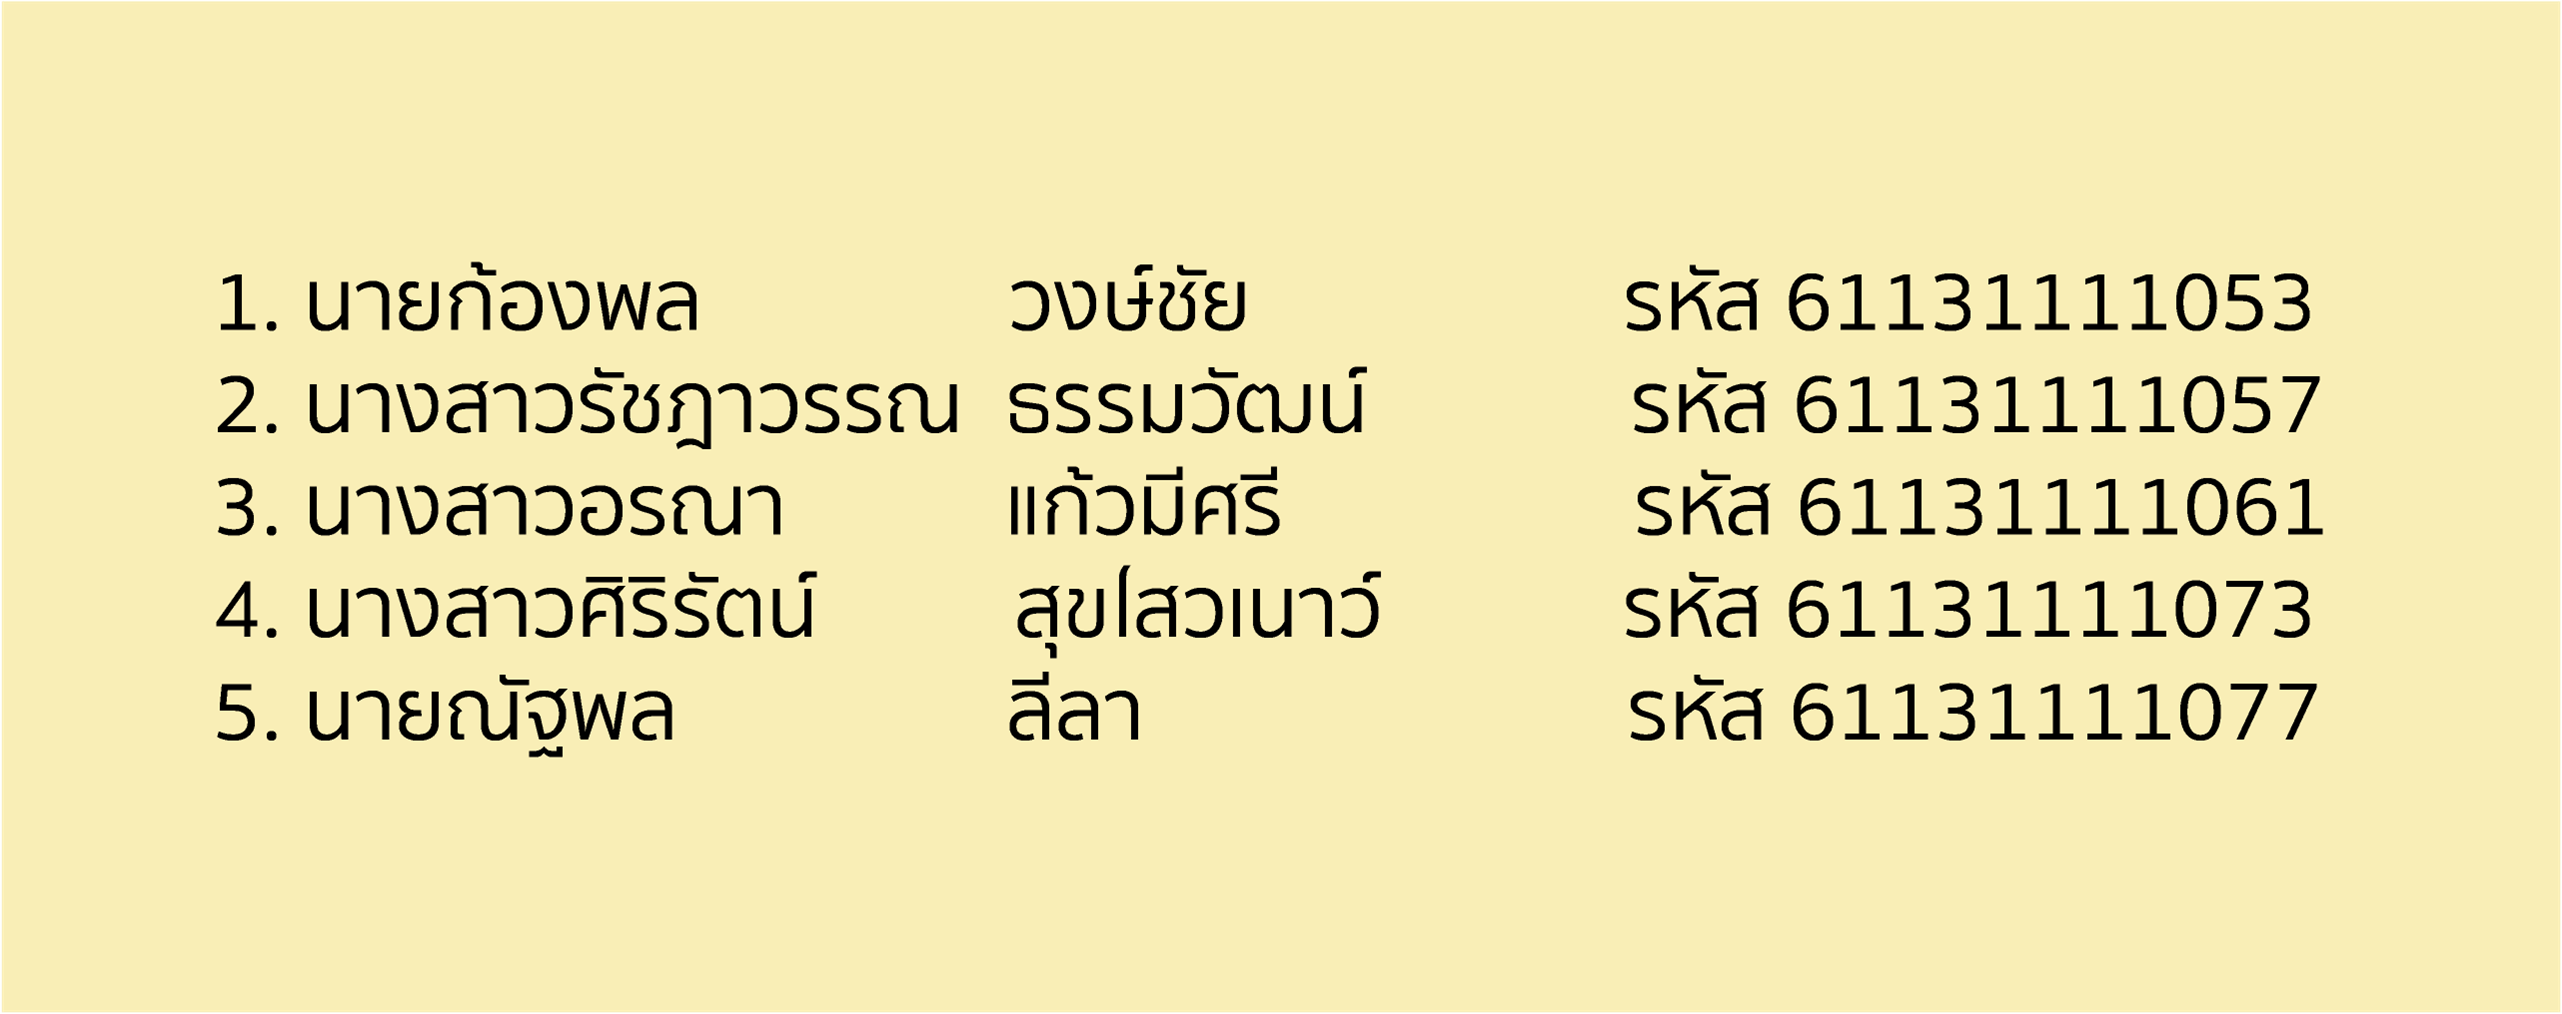 1. นายก้องพล วงษ์ชัย รหัส 61131111053
2. นางสาวรัชฎาวรรณ ธรรมวัฒน์ รหัส 61131111057
3. นางสาวอรณา แก้วมีศรี รหัส 61131111061
4. นางสาวศิริรัตน์ สุขโสวเนาว์ รหัส 61131111073
5. นายณัฐพล ลีลา รหัส 61131111077